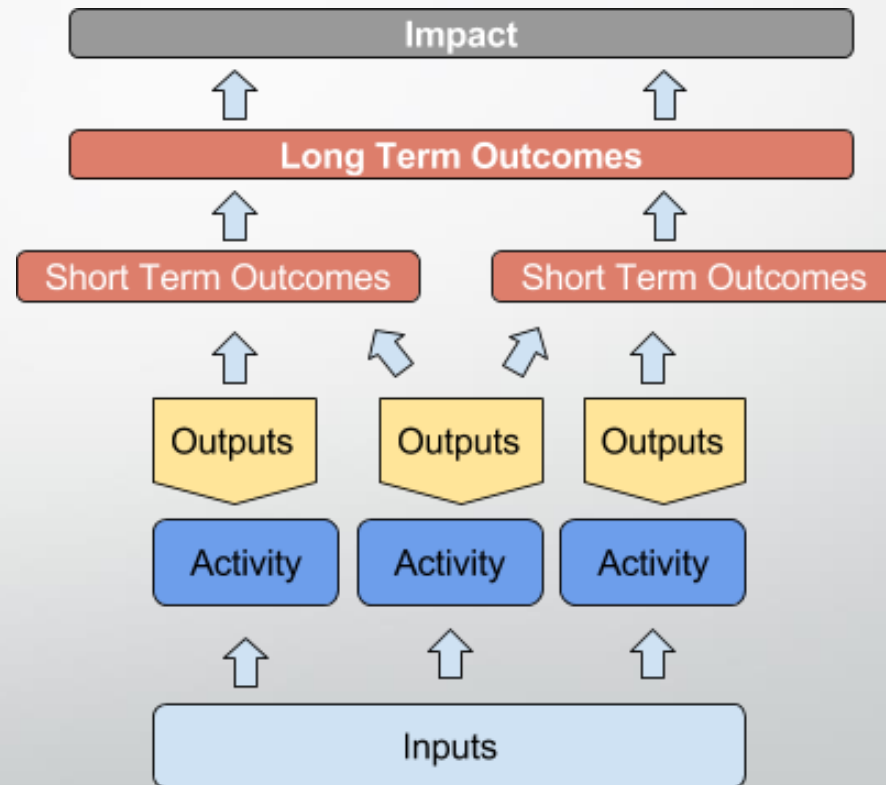 Impact
Long Term Outcomes
Short Term Outcomes
Short Term Outcomes
Outputs
Outputs
Outputs
Activity
Activity
Activity
Inputs